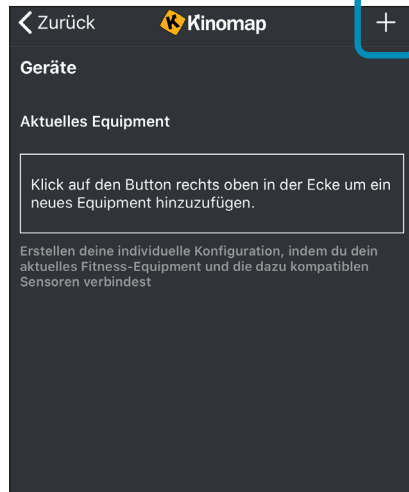 Zurück Kinomap +
Geräte
Aktuelles Equipment
Klick auf den Button rechts oben in der Ecke um ein
neues Equipment hinzuzufügen.
Erstellen deine individuelle Konfiguration, indem du dein
aktuelles Fitness-Equipment und die dazu kompatiblen
Sensoren verbindest